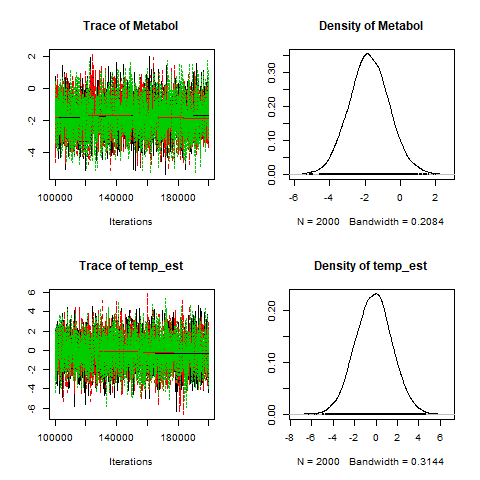 Trace of Metabol
2
0
-2
-4
100000 140000 180000
Iterations
Density of Metabol
0.30
0.20
0.10
0.00
-6 -4 -2 0 2
N = 2000 Bandwidth = 0.2084
Trace of temp_est
6
4
2
0
-2
-4
-6
100000 140000 180000
Iterations
Density of temp_est
0.20
0.10
0.00
-8 -6 -4 -2 0 2 4 6
N = 2000 Bandwidth = 0.3144